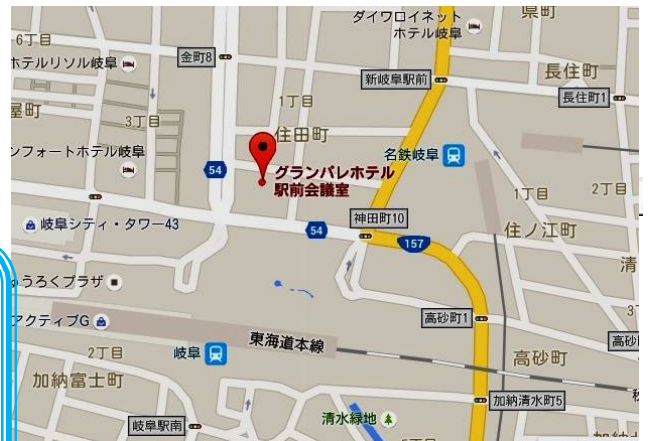 ダイワロイネット
ホテル岐阜
県町
6丁目
金町8
ホテルリソル岐阜
新岐阜駅前
長住町
長住町1
屋町
3丁目
1丁目
住田町
ンフォートホテル岐阜
54
グランパレホテル
駅前会議室
名鉄岐阜
1丁目
2丁目
岐阜シティ・タワー43
54
神田町10
157
住ノ江町
清
ゅうろくプラザ
アクティブG
東海道本線
高砂町1
3丁
高砂
2丁目
岐阜
高砂町
加納富士町
加納清水町5
岐阜駅南
清水緑地